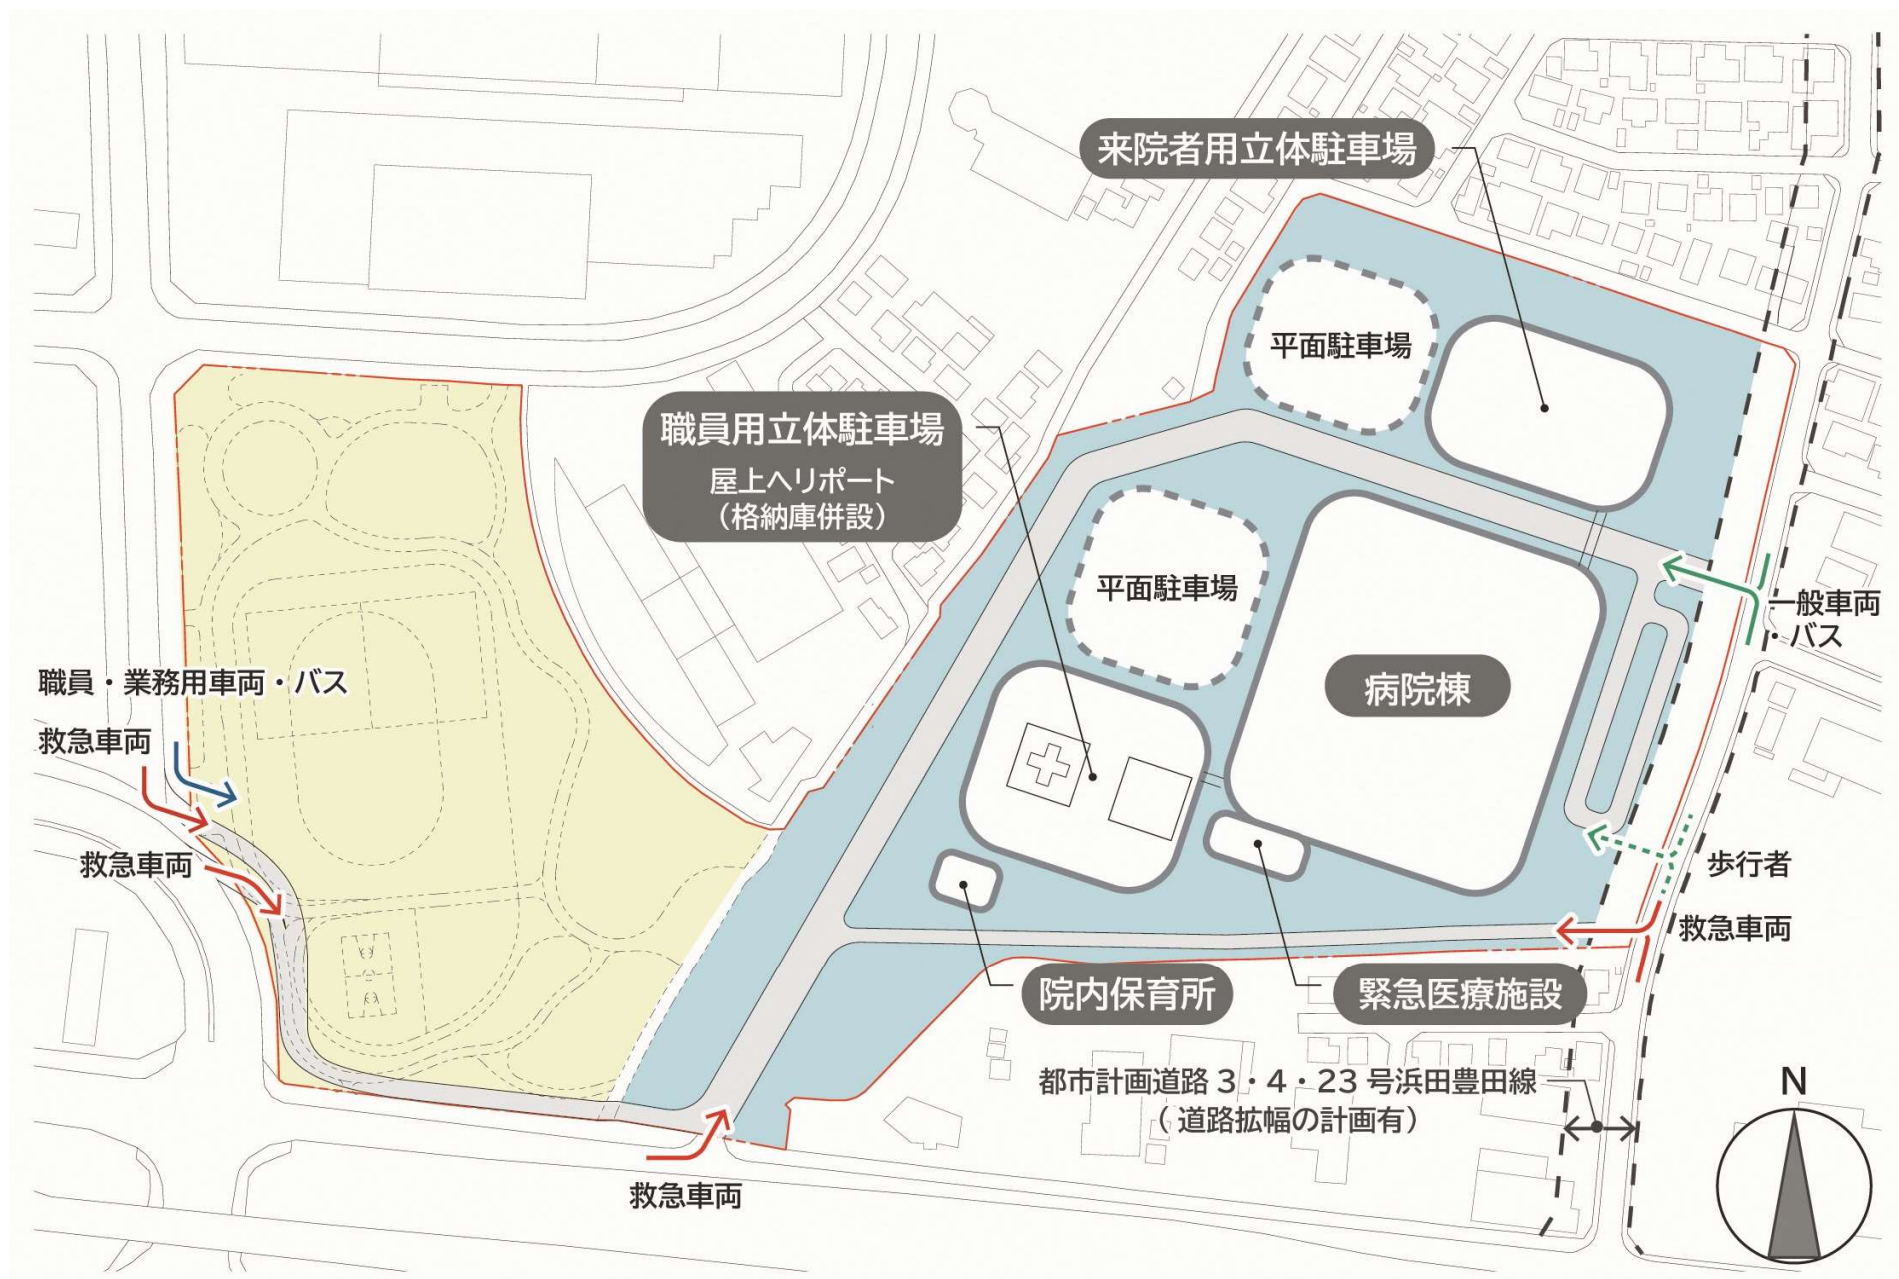 来院者用立体駐車場
平面駐車場
職員用立体駐車場
屋上ヘリポート
（格納庫併設）
平面駐車場
一般車両
・バス
職員・業務用車両・バス
病院棟
救急車両
救急車両
歩行者
救急車両
院内保育所
緊急医療施設
都市計画道路 3・4・23 号浜田豊田線
（ 道路拡幅の計画有）
N
救急車両